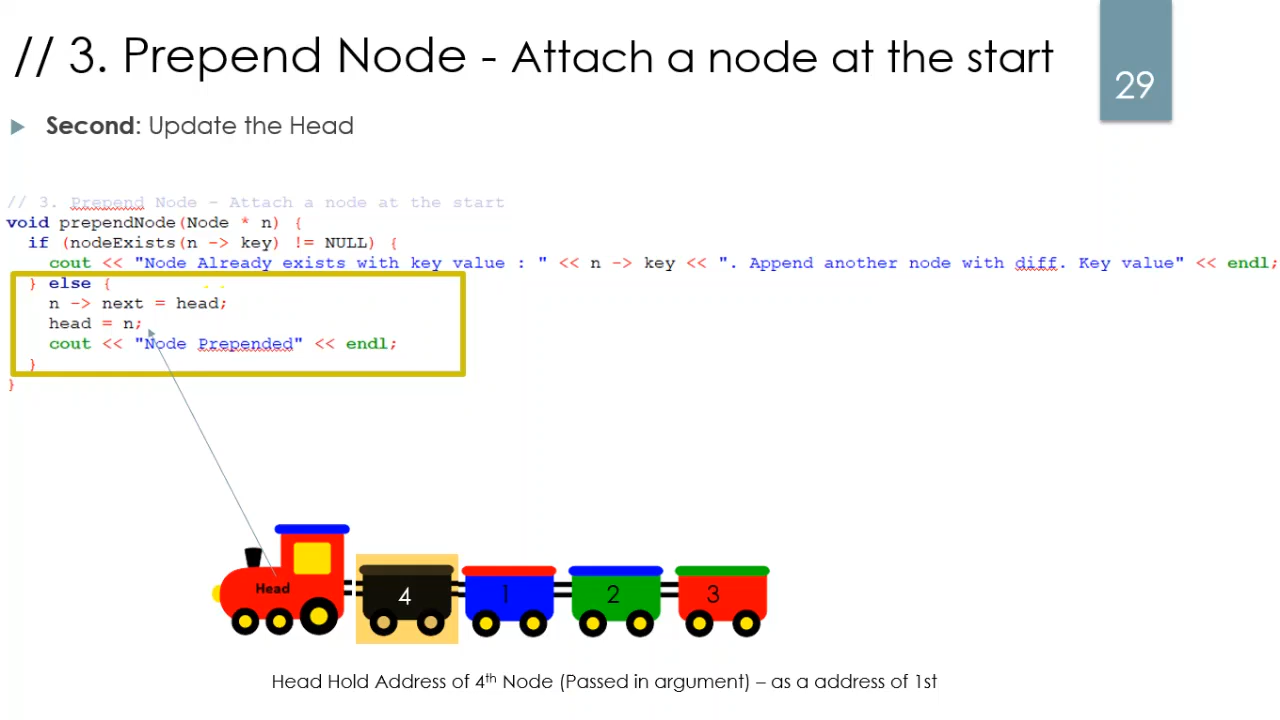 // 3. Prepend Node - Attach a node at the start
29
Second: Update the Head
// 3. Prepend Node - Attach a node at the start
void prependNode(Node * n) {
if (nodeExists(n -> key) != NULL) {
cout << "Node Already exists with key value : " << n -> key << ". Append another node with diff. Key value" << endl;
} else {
n -> next = head;
head = n;
cout << "Node Prepended" << endl;
}
}
Head
4
1
2
3
Head Hold Address of 4th Node (Passed in argument) – as a address of 1st